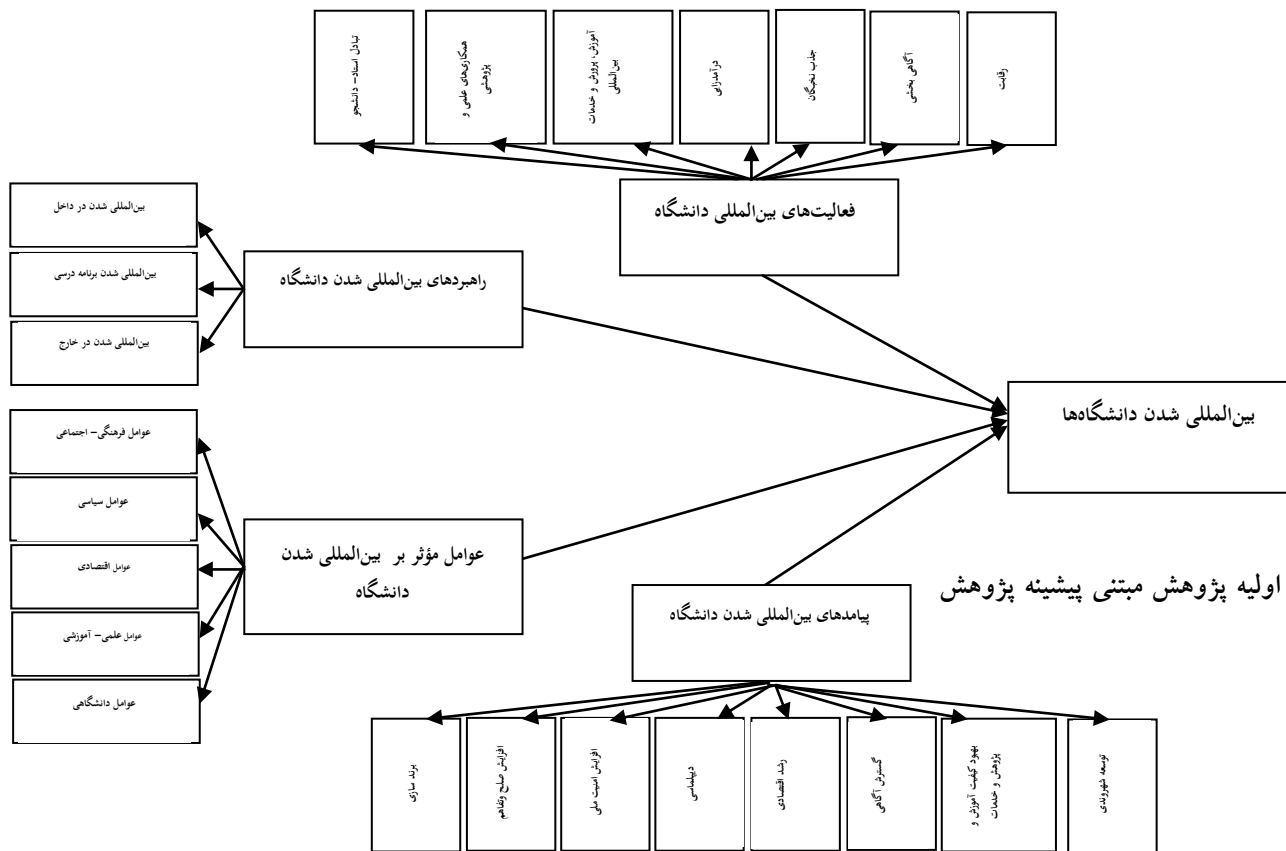 رقابت
آگاهی بخشی
جذب نخبگان
درآمدزایی
آموزش، پرورش و خدمات
بین‌المللی
همکاری‌های علمی و
پژوهشی
تبادل استاد- دانشجو
فعالیت‌های بین‌المللی دانشگاه
راهبردهای بین‌المللی شدن دانشگاه
بین‌المللی شدن در داخل
بین‌المللی شدن برنامه درسی
بین‌المللی شدن در خارج
بین‌المللی شدن دانشگاه‌ها
عوامل مؤثر بر بین‌المللی شدن
دانشگاه
عوامل فرهنگی- اجتماعی
عوامل سیاسی
عوامل اقتصادی
عوامل علمی- آموزشی
عوامل دانشگاهی
اولیه پژوهش مبتنی پیشینه پژوهش
پیامدهای بین‌المللی شدن دانشگاه
توسعه شهروندی
بهبود کیفیت آموزش و
پژوهش و خدمات
گسترش آگاهی
رشد اقتصادی
دیپلماسی
افزایش امنیت ملی
افزایش صلح وتفاهم
برند سازی